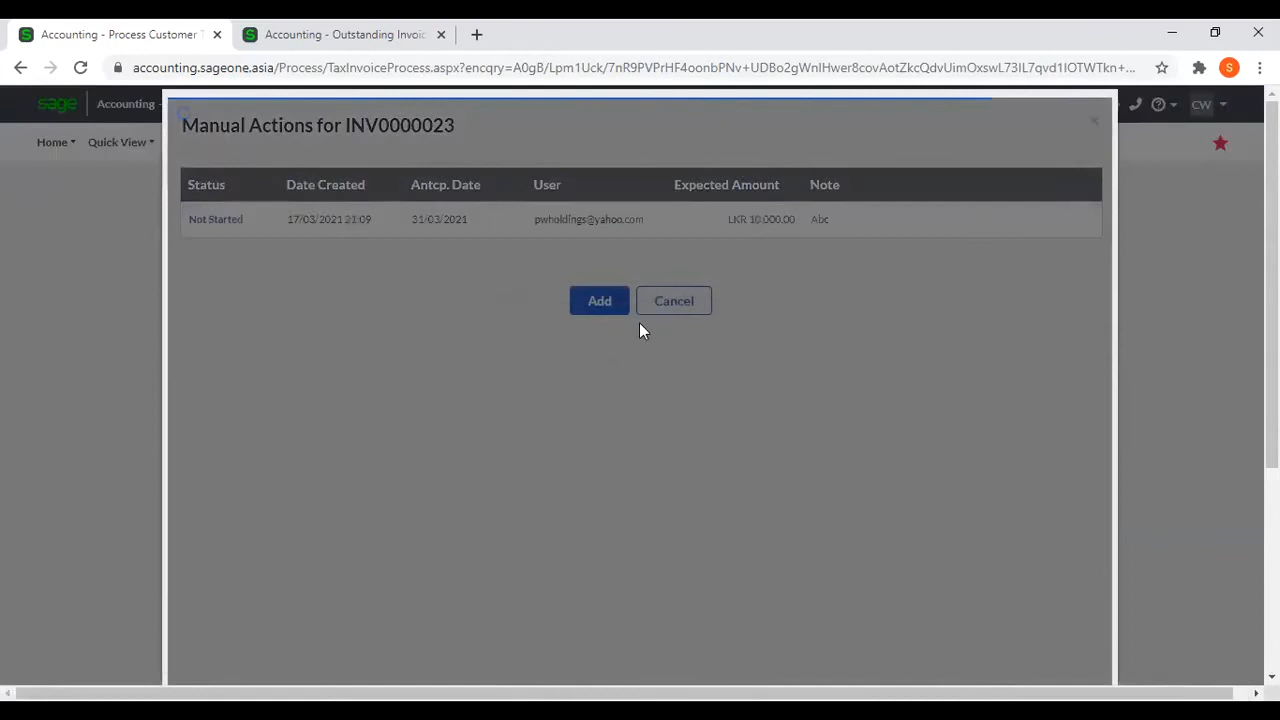 Accounting - Process Customer T
Accounting - Outstanding Invoic
accounting.sageone.asia/Process/TaxInvoiceProcess.aspx?enqry=A0gB/Lpm1Uck/7nR9PVPrHF4oonbPNv+UDBo2gWnIHwer8covAotZkcQdvUimOxswL73IL7qvd1IOTWTkn+...
S
sage
Accounting -
CW
Manual Actions for INV0000023
Home
Quick View
Status Date Created Antcp. Date User Expected Amount Note
Not Started 17/03/2021 21:09 31/03/2021 pwholdings@yahoo.com LKR 10,000.00 Abc
Add Cancel